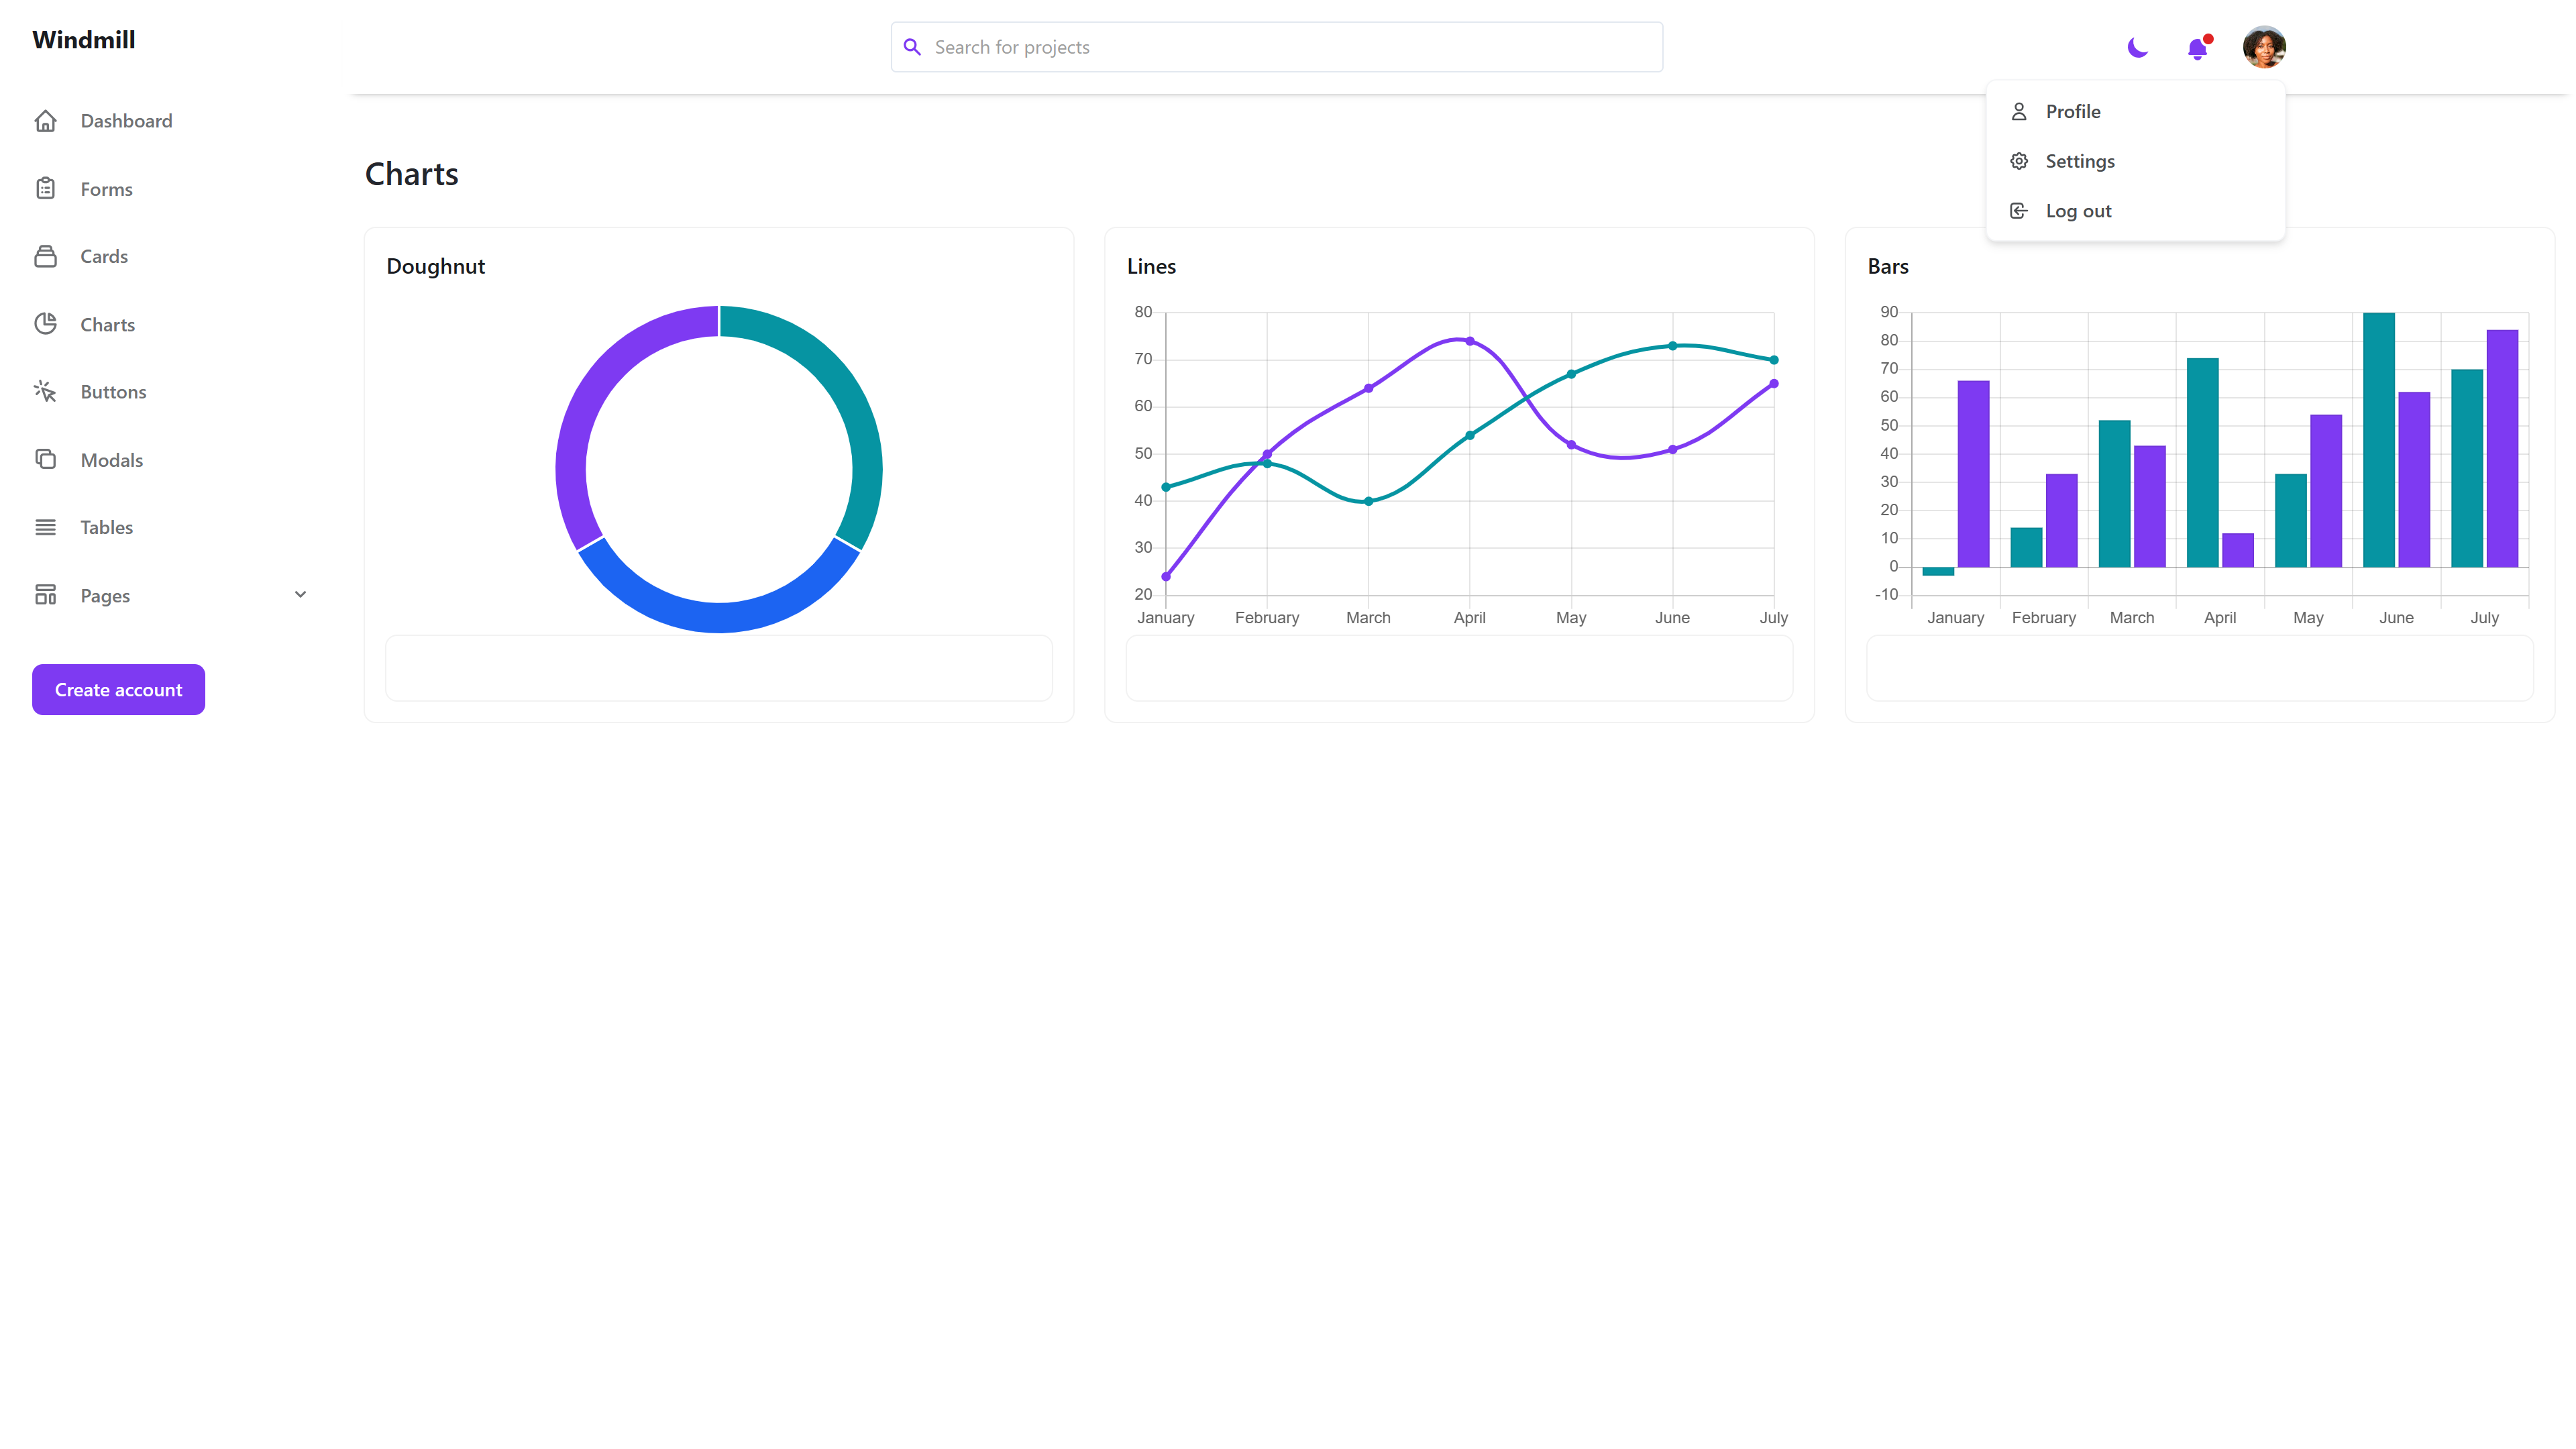 Windmill
Search for projects
Dashboard
Forms
Cards
Charts
Buttons
Modals
Tables
Pages
Create account
Profile
Settings
Log out
Charts
Doughnut
Lines
80
70
60
50
40
30
20
January February March April May June July
Bars
90
80
70
60
50
40
30
20
10
0
-10
January February March April May June July